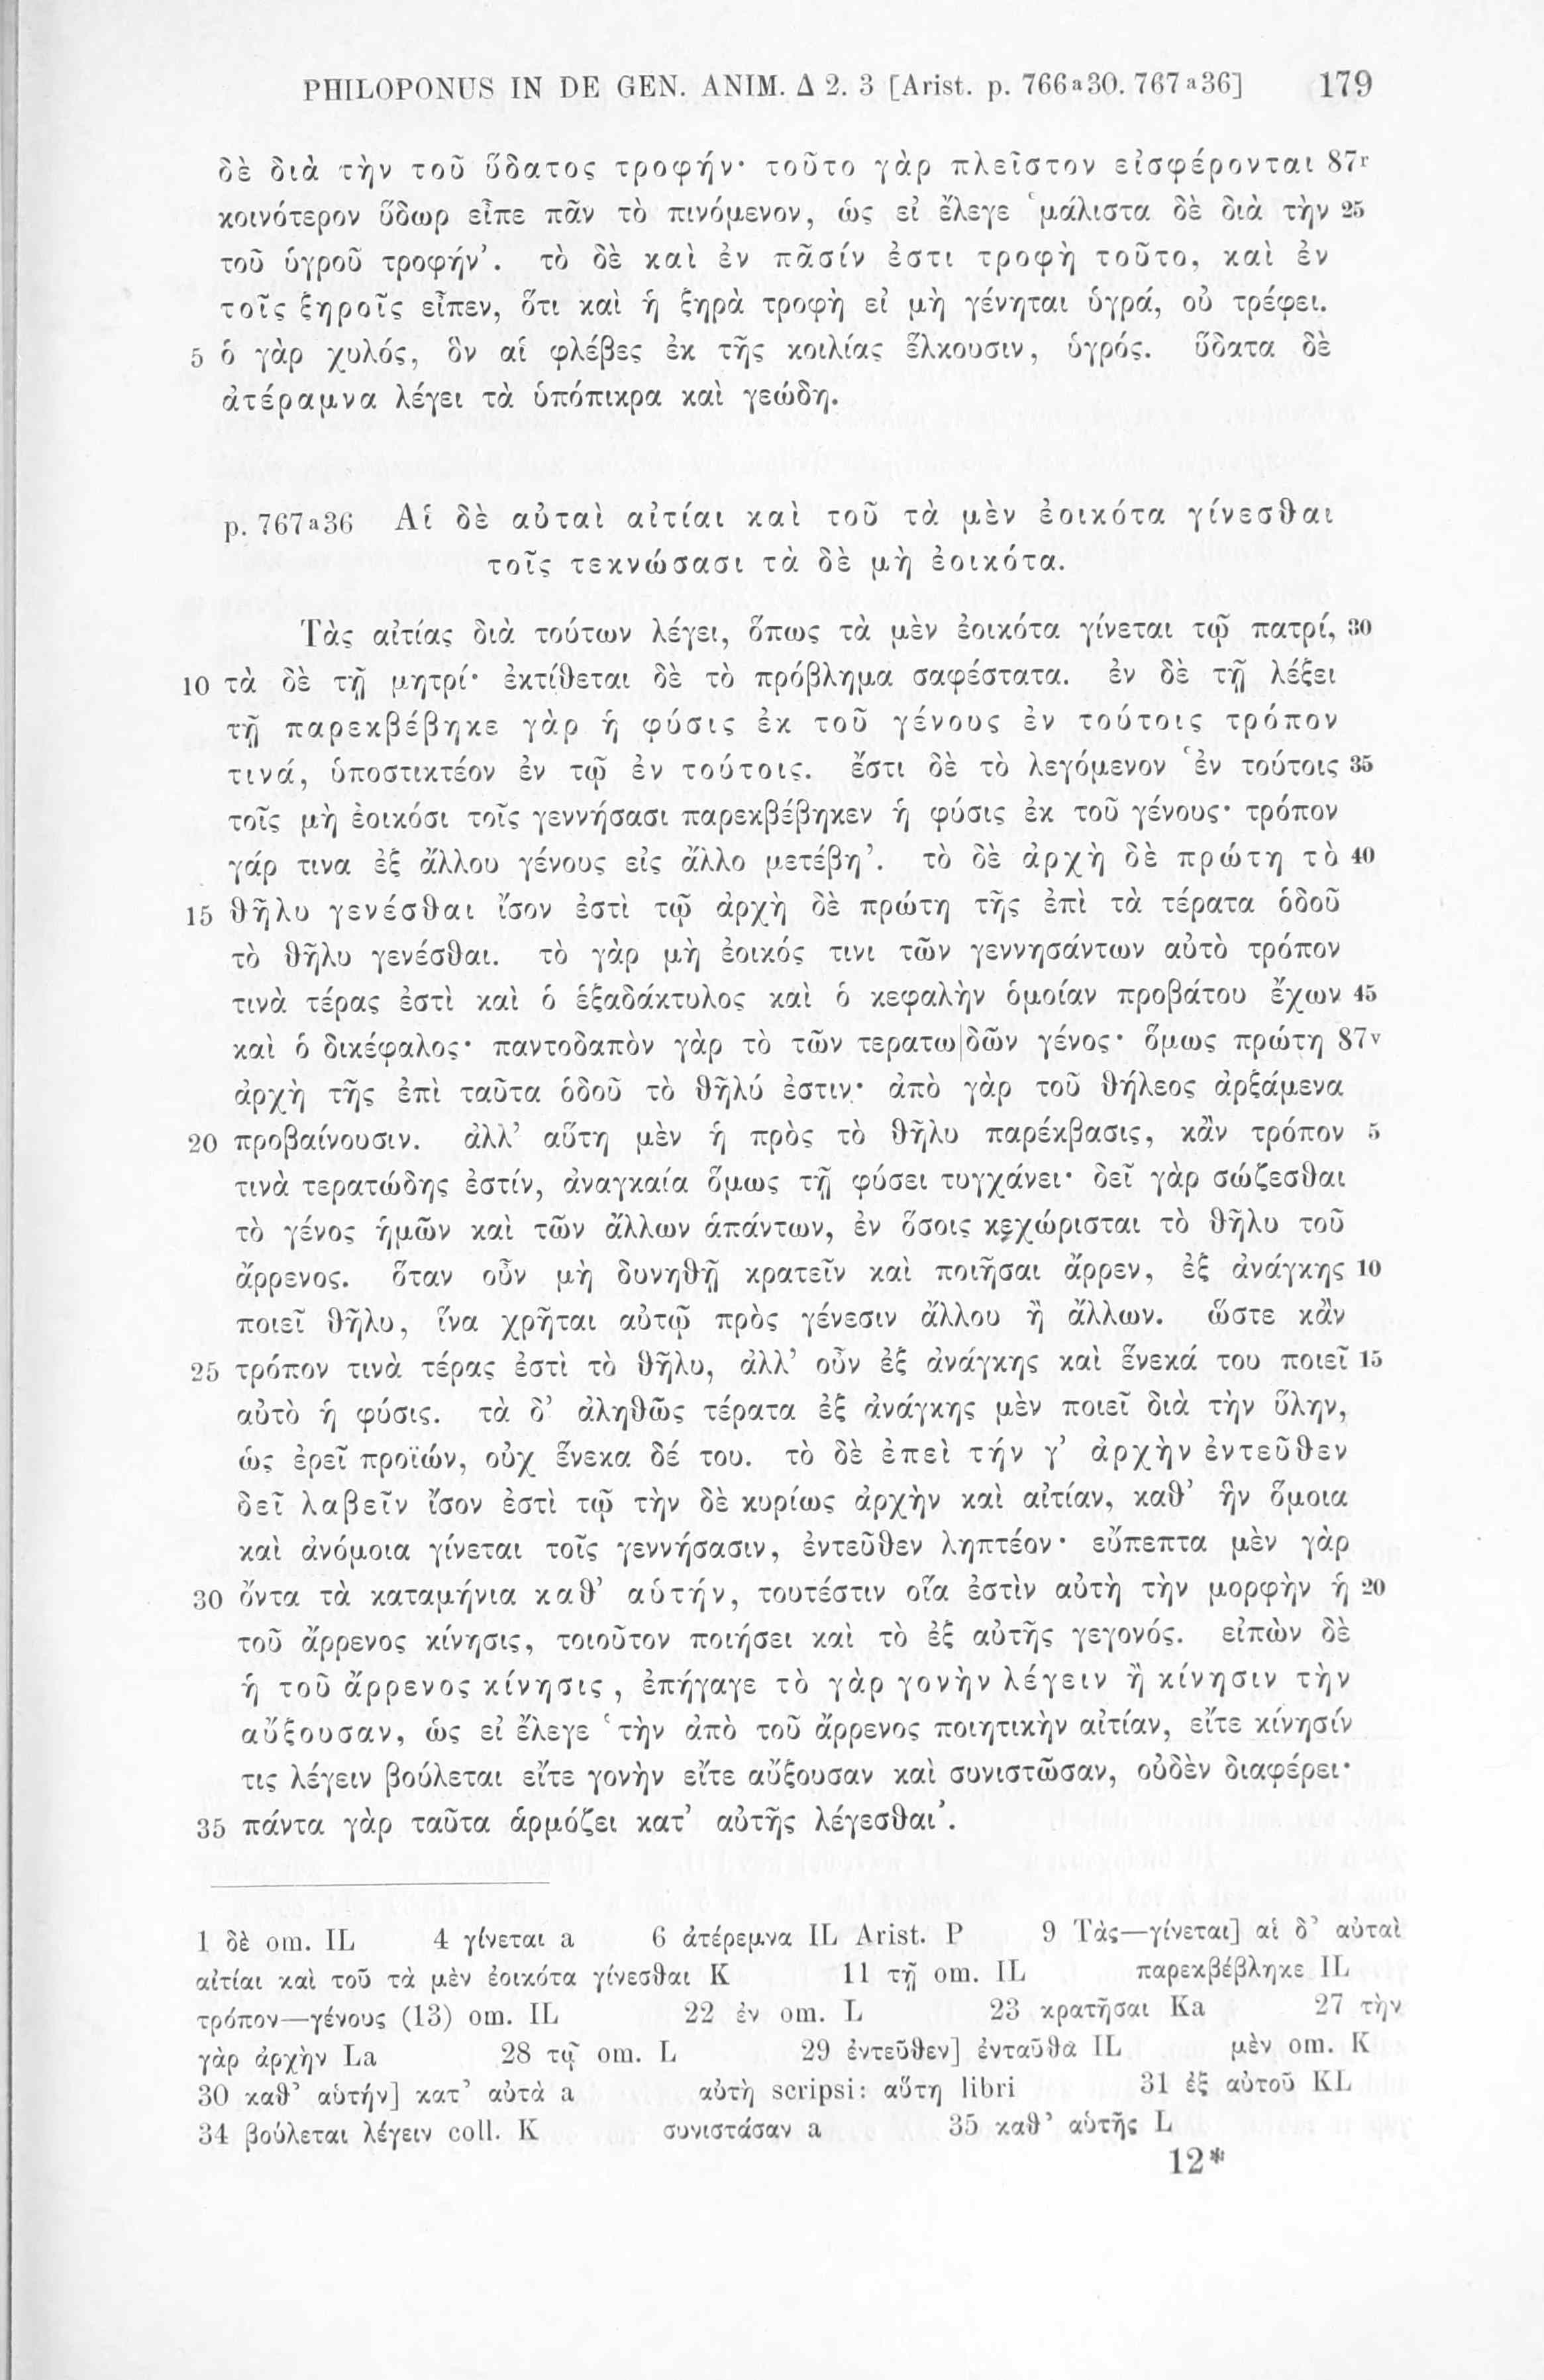 PHILOPONUS IN DE GEN. ANIM. Δ 2. 3 [Arist. p. 766ᵃ30. 767ᵃ36] 179
δὲ διὰ τὴν τοῦ ὕδατος τροφήν· τοῦτο γὰρ πλεῖστον εἰσφέρονται 87r
κοινότερον ὕδωρ εἶπε πᾶν τὸ πινόμενον, ὡς εἰ ἔλεγε ‘μάλιστα δὲ διὰ τὴν 25
τοῦ ὑγροῦ τροφήν’. τὸ δὲ καὶ ἐν πᾶσίν ἐστι τροφὴ τοῦτο, καὶ ἐν
τοῖς ξηροῖς εἶπεν, ὅτι καὶ ἡ ξηρὰ τροφὴ εἰ μὴ γένηται ὑγρά, οὐ τρέφει.
5 ὁ γὰρ χυλός, ὃν αἱ φλέβες ἐκ τῆς κοιλίας ἕλκουσιν, ὑγρός. ὕδατα δὲ
ἀτέραμνα λέγει τὰ ὑπόπικρα καὶ γεώδη.
p. 767ᵃ36 Αἱ δὲ αὐταὶ αἰτίαι καὶ τοῦ τὰ μὲν ἐοικότα γίνεσθαι
τοῖς τεκνώσασι τὰ δὲ μὴ ἐοικότα.
Τὰς αἰτίας διὰ τούτων λέγει, ὅπως τὰ μὲν ἐοικότα γίνεται τῷ πατρί, 30
10 τὰ δὲ τῇ μητρί· ἐκτίθεται δὲ τὸ πρόβλημα σαφέστατα. ἐν δὲ τῇ λέξει
τῇ παρεκβέβηκε γὰρ ἡ φύσις ἐκ τοῦ γένους ἐν τούτοις τρόπον
τινά, ὑποστικτέον ἐν τῷ ἐν τούτοις. ἔστι δὲ τὸ λεγόμενον ‘ἐν τούτοις 35
τοῖς μὴ ἐοικόσι τοῖς γεννήσασι παρεκβέβηκεν ἡ φύσις ἐκ τοῦ γένους· τρόπον
γάρ τινα ἐξ ἄλλου γένους εἰς ἄλλο μετέβη’. τὸ δὲ ἀρχὴ δὲ πρώτη τὸ 40
15 θῆλυ γενέσθαι ἴσον ἐστὶ τῷ ἀρχὴ δὲ πρώτη τῆς ἐπὶ τὰ τέρατα ὁδοῦ
τὸ θῆλυ γενέσθαι. τὸ γὰρ μὴ ἐοικός τινι τῶν γεννησάντων αὐτὸ τρόπον
τινὰ τέρας ἐστὶ καὶ ὁ ἑξαδάκτυλος καὶ ὁ κεφαλὴν ὁμοίαν προβάτου ἔχων 45
καὶ ὁ δικέφαλος· παντοδαπὸν γὰρ τὸ τῶν τερατω|δῶν γένος· ὅμως πρώτη 87v
ἀρχὴ τῆς ἐπὶ ταῦτα ὁδοῦ τὸ θῆλύ ἐστιν· ἀπὸ γὰρ τοῦ θήλεος ἀρξάμενα
20 προβαίνουσιν. ἀλλ’ αὕτη μὲν ἡ πρὸς τὸ θῆλυ παρέκβασις, κἂν τρόπον 5
τινὰ τερατώδης ἐστίν, ἀναγκαία ὅμως τῇ φύσει τυγχάνει· δεῖ γὰρ σώζεσθαι
τὸ γένος ἡμῶν καὶ τῶν ἄλλων ἁπάντων, ἐν ὅσοις κεχώρισται τὸ θῆλυ τοῦ
ἄρρενος. ὅταν οὖν μὴ δυνηθῇ κρατεῖν καὶ ποιῆσαι ἄρρεν, ἐξ ἀνάγκης 10
ποιεῖ θῆλυ, ἵνα χρῆται αὐτῷ πρὸς γένεσιν ἄλλου ἢ ἄλλων. ὥστε κἂν
25 τρόπον τινὰ τέρας ἐστὶ τὸ θῆλυ, ἀλλ’ οὖν ἐξ ἀνάγκης καὶ ἕνεκά του ποιεῖ 15
αὐτὸ ἡ φύσις. τὰ δ’ ἀληθῶς τέρατα ἐξ ἀνάγκης μὲν ποιεῖ διὰ τὴν ὕλην,
ὡς ἐρεῖ προϊών, οὐχ ἕνεκα δέ του. τὸ δὲ ἐπεὶ τήν γ’ ἀρχὴν ἐντεῦθεν
δεῖ λαβεῖν ἴσον ἐστὶ τῷ τὴν δὲ κυρίως ἀρχὴν καὶ αἰτίαν, καθ’ ἣν ὅμοια
καὶ ἀνόμοια γίνεται τοῖς γεννήσασιν, ἐντεῦθεν ληπτέον· εὔπεπτα μὲν γὰρ
30 ὄντα τὰ καταμήνια καθ’ αὑτήν, τουτέστιν οἵα ἐστὶν αὐτὴ τὴν μορφὴν ἡ 20
τοῦ ἄρρενος κίνησις, τοιοῦτον ποιήσει καὶ τὸ ἐξ αὐτῆς γεγονός. εἰπὼν δὲ
ἡ τοῦ ἄρρενος κίνησις, ἐπήγαγε τὸ γὰρ γονὴν λέγειν ἢ κίνησιν τὴν
αὔξουσαν, ὡς εἰ ἔλεγε ‘τὴν ἀπὸ τοῦ ἄρρενος ποιητικὴν αἰτίαν, εἴτε κίνησίν
τις λέγειν βούλεται εἴτε γονὴν εἴτε αὔξουσαν καὶ συνιστῶσαν, οὐδὲν διαφέρει·
35 πάντα γὰρ ταῦτα ἁρμόζει κατ’ αὐτῆς λέγεσθαι’.
1 δὲ om. IL 4 γίνεται a 6 ἀτέρεμνα IL Arist. P 9 Τὰς—γίνεται] αἱ δ’ αὐταὶ
αἰτίαι καὶ τοῦ τὰ μὲν ἐοικότα γίνεσθαι K 11 τῇ om. IL παρεκβέβληκε IL
τρόπον—γένους (13) om. IL 22 ἐν om. L 23 κρατῆσαι Ka 27 τὴν
γὰρ ἀρχὴν La 28 τῷ om. L 29 ἐντεῦθεν] ἐνταῦθα IL μὲν om. K
30 καθ’ αὑτήν] κατ’ αὐτὰ a αὐτὴ scripsi: αὕτη libri 31 ἐξ αὐτοῦ KL
34 βούλεται λέγειν coll. K συνιστάσαν a 35 καθ’ αὑτῆς L
12*